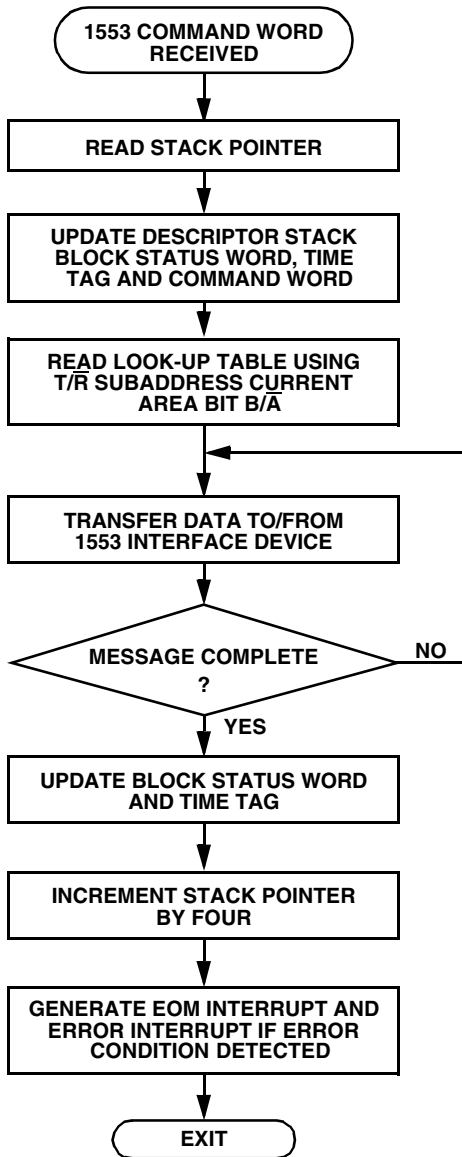 1553 COMMAND WORD
RECEIVED
READ STACK POINTER
UPDATE DESCRIPTOR STACK
BLOCK STATUS WORD, TIME
TAG AND COMMAND WORD
READ LOOK-UP TABLE USING
T/R̅ SUBADDRESS CURRENT
AREA BIT B/A̅
TRANSFER DATA TO/FROM
1553 INTERFACE DEVICE
MESSAGE COMPLETE
?
NO
YES
UPDATE BLOCK STATUS WORD
AND TIME TAG
INCREMENT STACK POINTER
BY FOUR
GENERATE EOM INTERRUPT AND
ERROR INTERRUPT IF ERROR
CONDITION DETECTED
EXIT